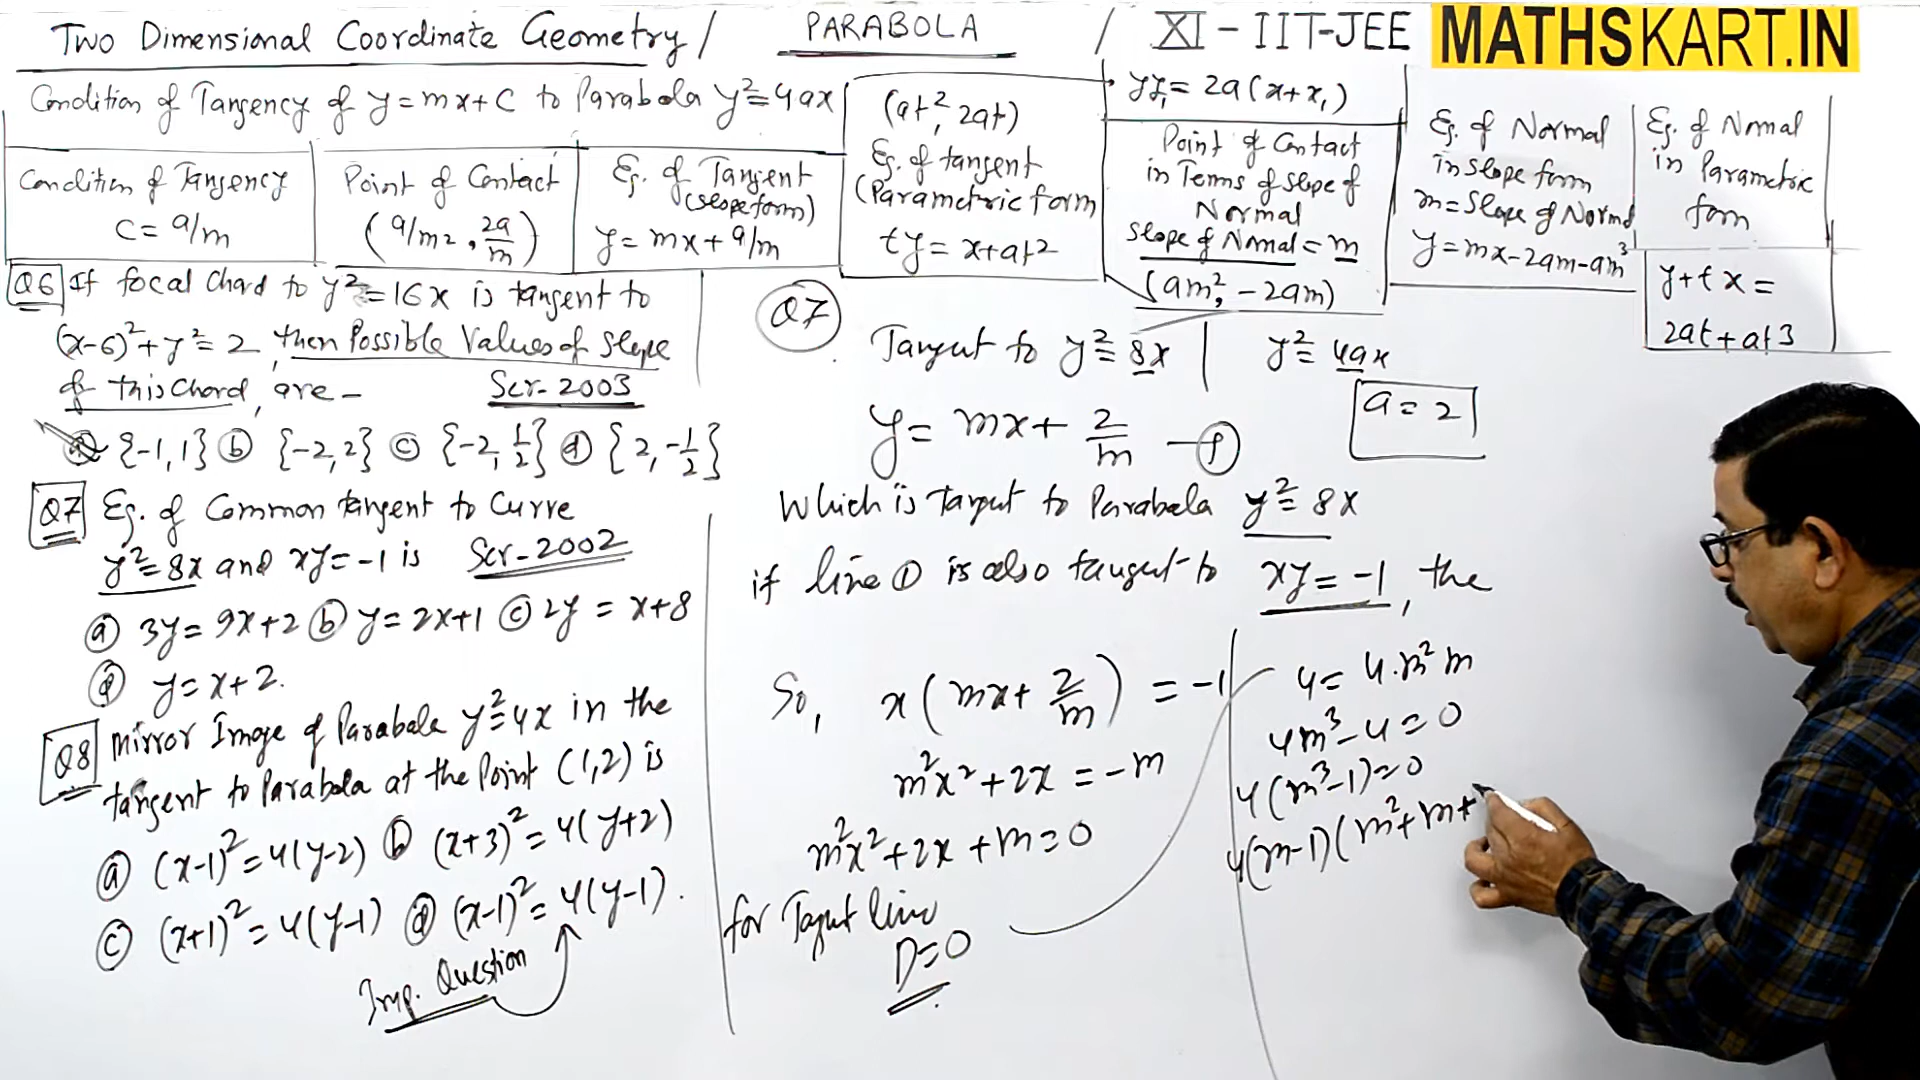 Two Dimensional Coordinate Geometry / PARABOLA / XI - IIT-JEE
MATHSKART.IN
Condition of Tangency of y=mx+c to Parabola y²=4ax
Condition of Tangency
c = a/m
Point of Contact
(a/m², 2a/m)
Eq. of Tangent
(slope form)
y = mx + a/m
(at², 2at)
Eq. of tangent
(Parametric form
ty = x+at²
yy₁ = 2a(x+x₁)
Point of Contact
in Terms of slope of
Normal
slope of Normal = m
(am², -2am)
Eq. of Normal
in slope form
m = slope of Normal
y = mx-2am-am³
Eq. of Normal
in Parametric
form
y+tx =
2at+at³
Q6 If focal Chord to y²=16x is tangent to
(x-6)²+y²=2, then Possible Values of slope
of this Chord, are - Scr-2003
ⓐ {-1,1} ⓑ {-2,2} ⓒ {-2, 1/2} ⓓ {2, -1/2}
Q7 Eq. of Common tangent to Curve
y²=8x and xy=-1 is Scr-2002
ⓐ 3y=9x+2 ⓑ y=2x+1 ⓒ 2y = x+8
ⓓ y=x+2.
Q8 Mirror Image of Parabola y²=4x in the
tangent to Parabola at the Point (1,2) is
ⓐ (x-1)²=4(y-2) ⓑ (x+3)²=4(y+2)
ⓒ (x+1)²=4(y-1) ⓓ (x-1)²=4(y-1).
Imp. Question
Q7
Tangent to y²=8x | y²=4ax
a = 2
y = mx + 2/m —①
Which is Tangent to Parabola y²=8x
if line ① is also tangent to xy=-1, the
So, x(mx+2/m) = -1
m²x²+2x = -m
m²x²+2x+m=0
for Tangent line
D=0
4 = 4.m²m
4m³-4=0
4(m³-1)=0
4(m-1)(m²+m+